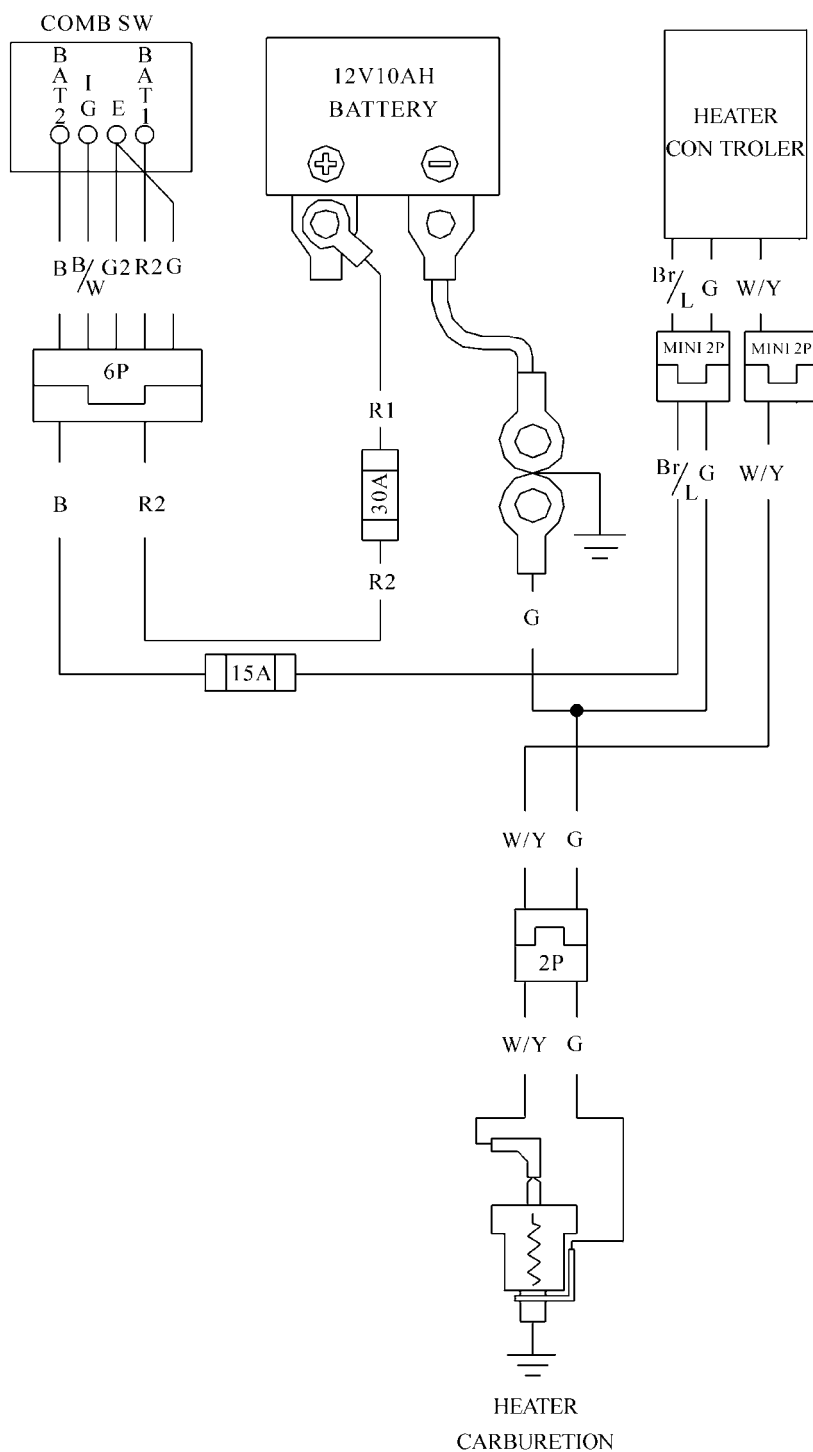 COMB SW
BAT2
IG
E
BAT1
12V10AH
BATTERY
HEATER
CON TROLER
B
B/W
G2
R2
G
Br/L
G
W/Y
6P
MINI 2P
MINI 2P
R1
30A
R2
B
R2
Br/L
G
W/Y
G
15A
W/Y
G
2P
W/Y
G
HEATER
CARBURETION